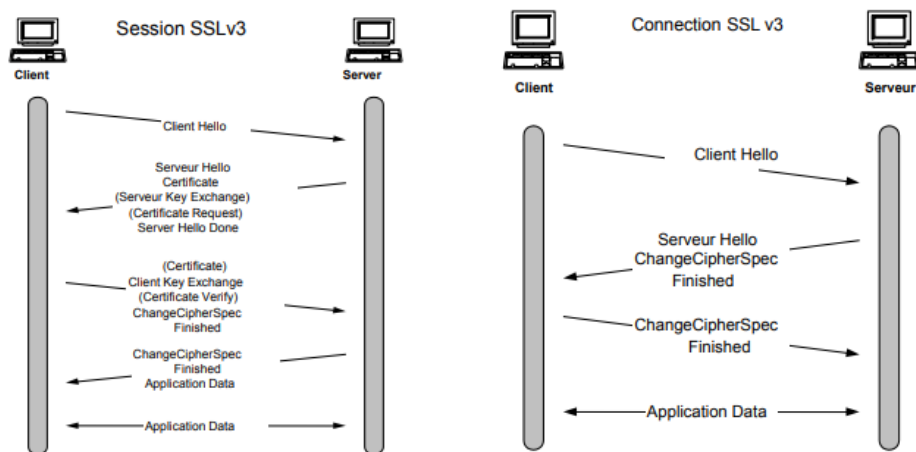 Session SSLv3
Client
Server
Client Hello
Serveur Hello
Certificate
(Serveur Key Exchange)
(Certificate Request)
Server Hello Done
(Certificate)
Client Key Exchange
(Certificate Verify)
ChangeCipherSpec
Finished
ChangeCipherSpec
Finished
Application Data
Application Data
Connection SSL v3
Client
Serveur
Client Hello
Serveur Hello
ChangeCipherSpec
Finished
ChangeCipherSpec
Finished
Application Data